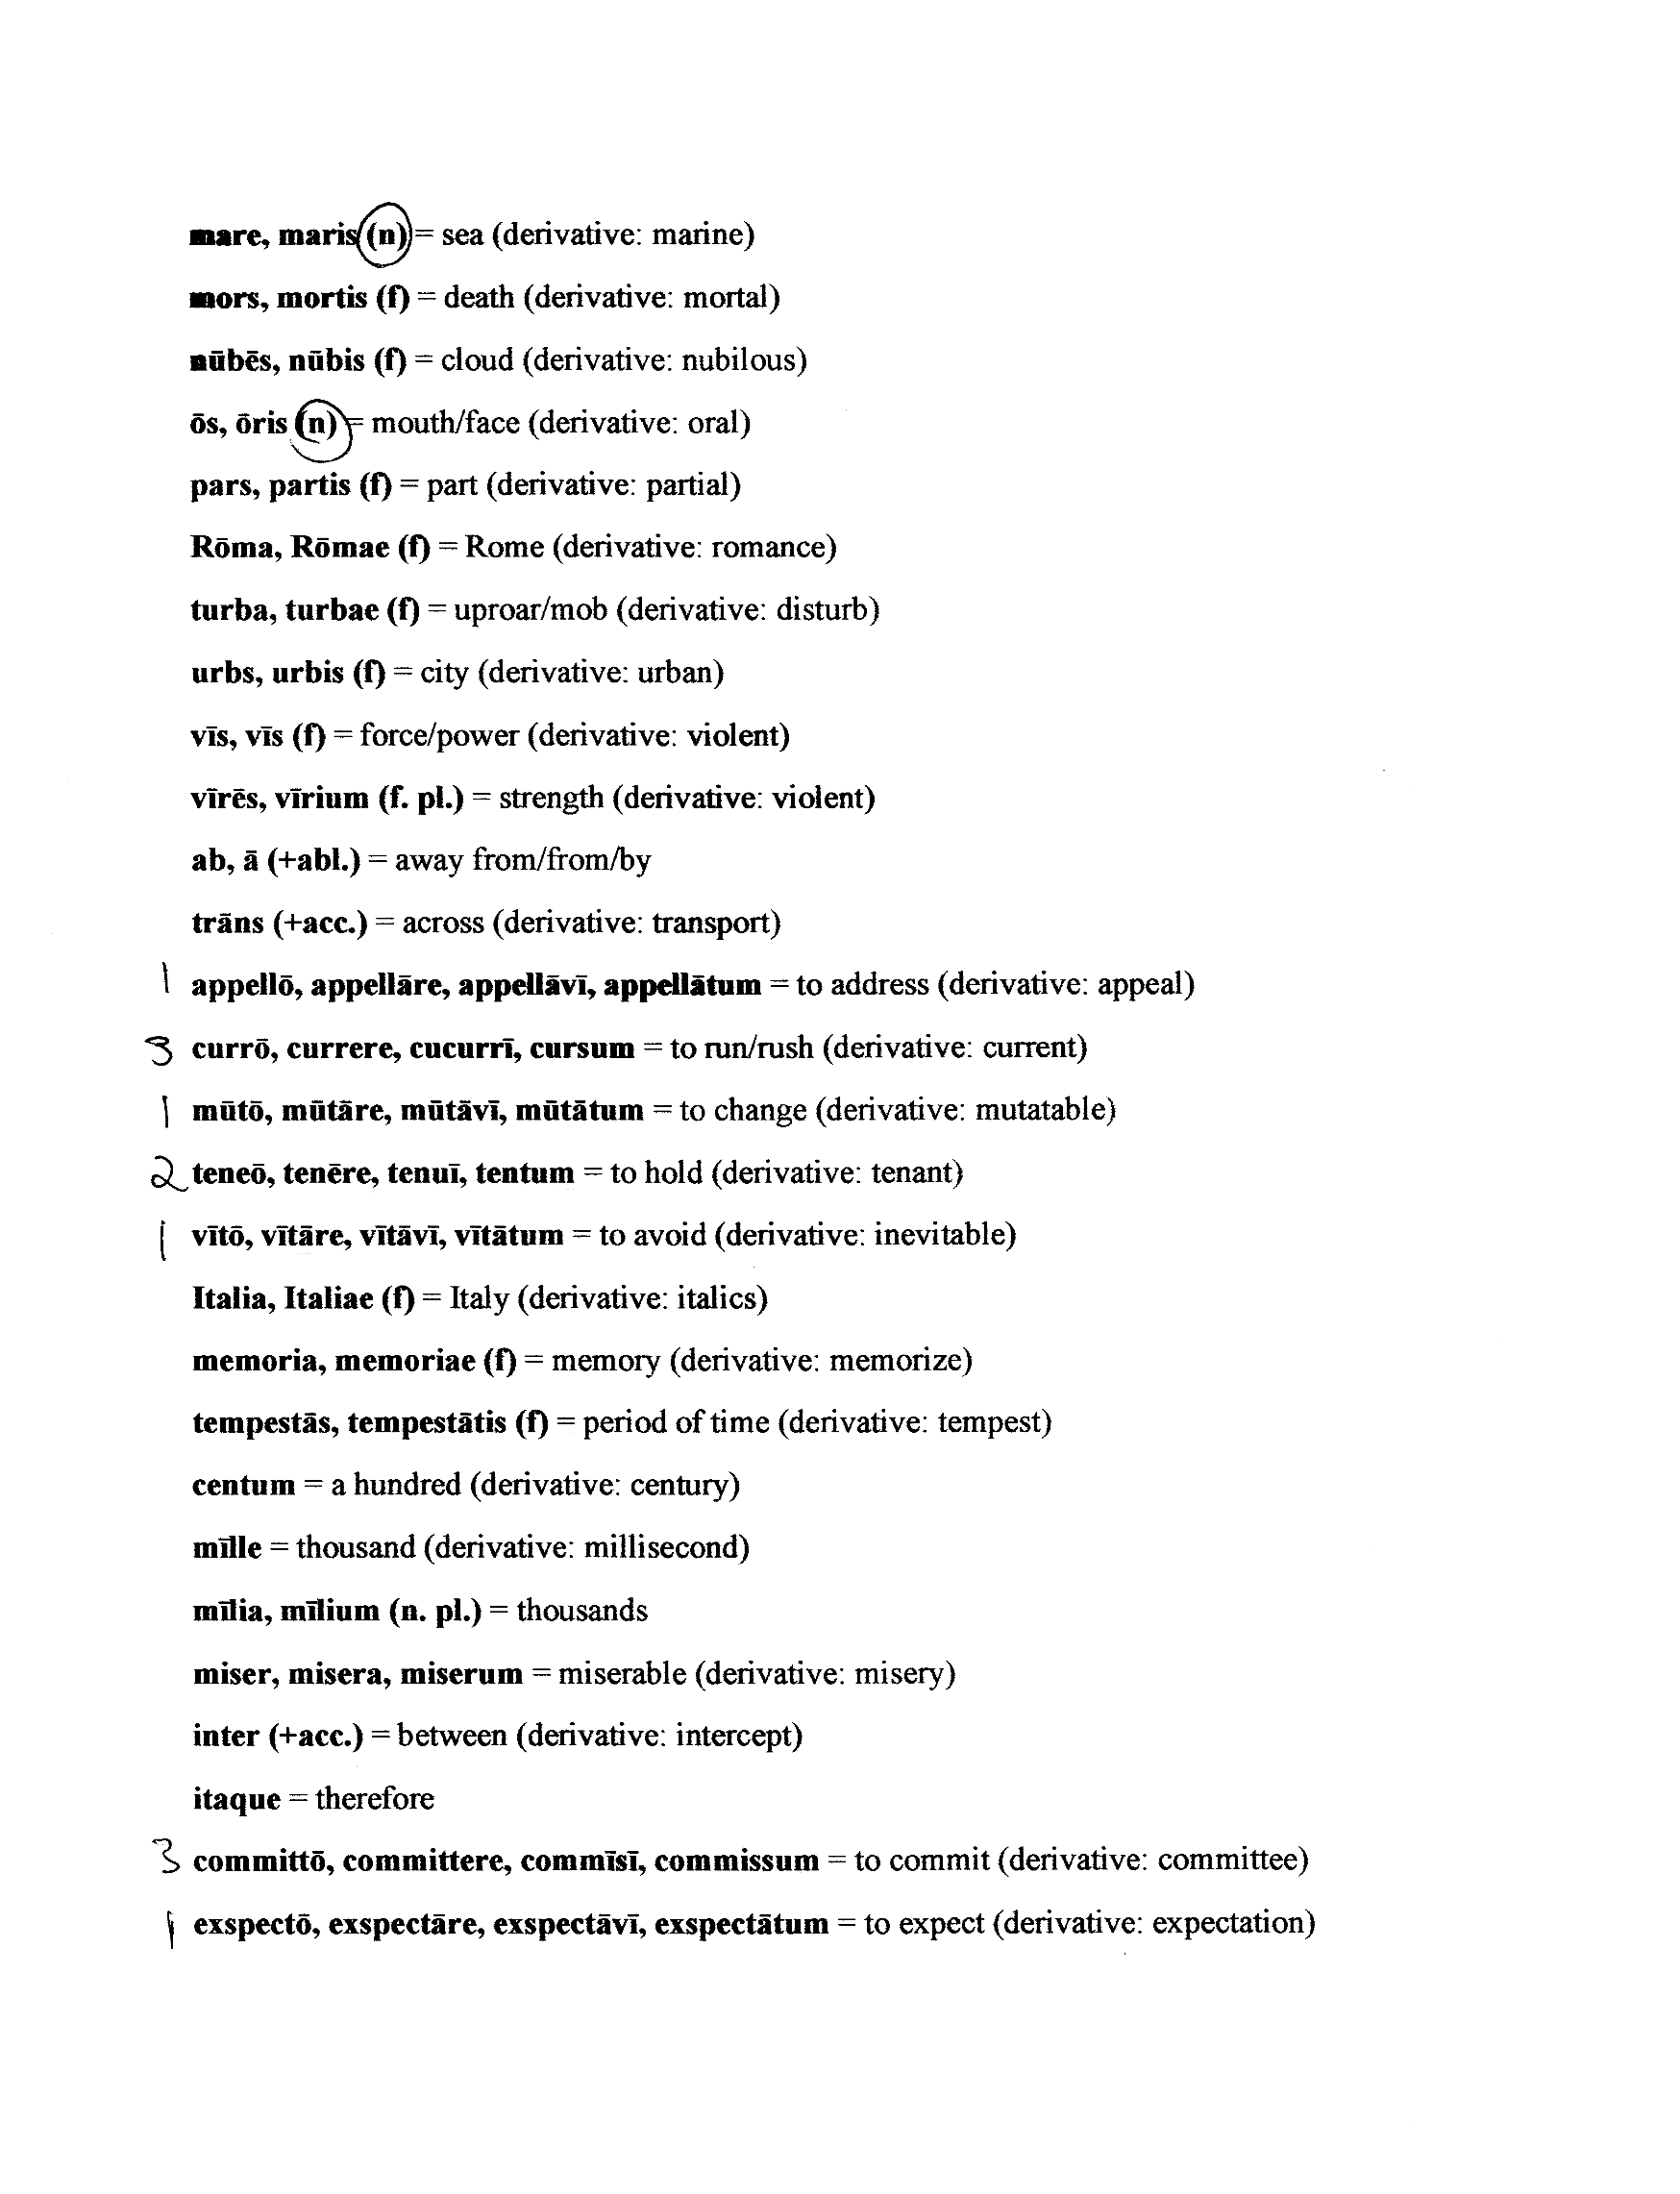 mare, maris (n) = sea (derivative: marine)
mors, mortis (f) = death (derivative: mortal)
nūbēs, nūbis (f) = cloud (derivative: nubilous)
ōs, ōris (n) = mouth/face (derivative: oral)
pars, partis (f) = part (derivative: partial)
Rōma, Rōmae (f) = Rome (derivative: romance)
turba, turbae (f) = uproar/mob (derivative: disturb)
urbs, urbis (f) = city (derivative: urban)
vīs, vīs (f) = force/power (derivative: violent)
vīrēs, vīrium (f. pl.) = strength (derivative: violent)
ab, ā (+abl.) = away from/from/by
trāns (+acc.) = across (derivative: transport)
1 appellō, appellāre, appellāvī, appellātum = to address (derivative: appeal)
3 currō, currere, cucurrī, cursum = to run/rush (derivative: current)
1 mūtō, mūtāre, mūtāvī, mūtātum = to change (derivative: mutatable)
2 teneō, tenēre, tenuī, tentum = to hold (derivative: tenant)
1 vītō, vītāre, vītāvī, vītātum = to avoid (derivative: inevitable)
Italia, Italiae (f) = Italy (derivative: italics)
memoria, memoriae (f) = memory (derivative: memorize)
tempestās, tempestātis (f) = period of time (derivative: tempest)
centum = a hundred (derivative: century)
mīlle = thousand (derivative: millisecond)
mīlia, mīlium (n. pl.) = thousands
miser, misera, miserum = miserable (derivative: misery)
inter (+acc.) = between (derivative: intercept)
itaque = therefore
3 committō, committere, commīsī, commissum = to commit (derivative: committee)
1 exspectō, exspectāre, exspectāvī, exspectātum = to expect (derivative: expectation)